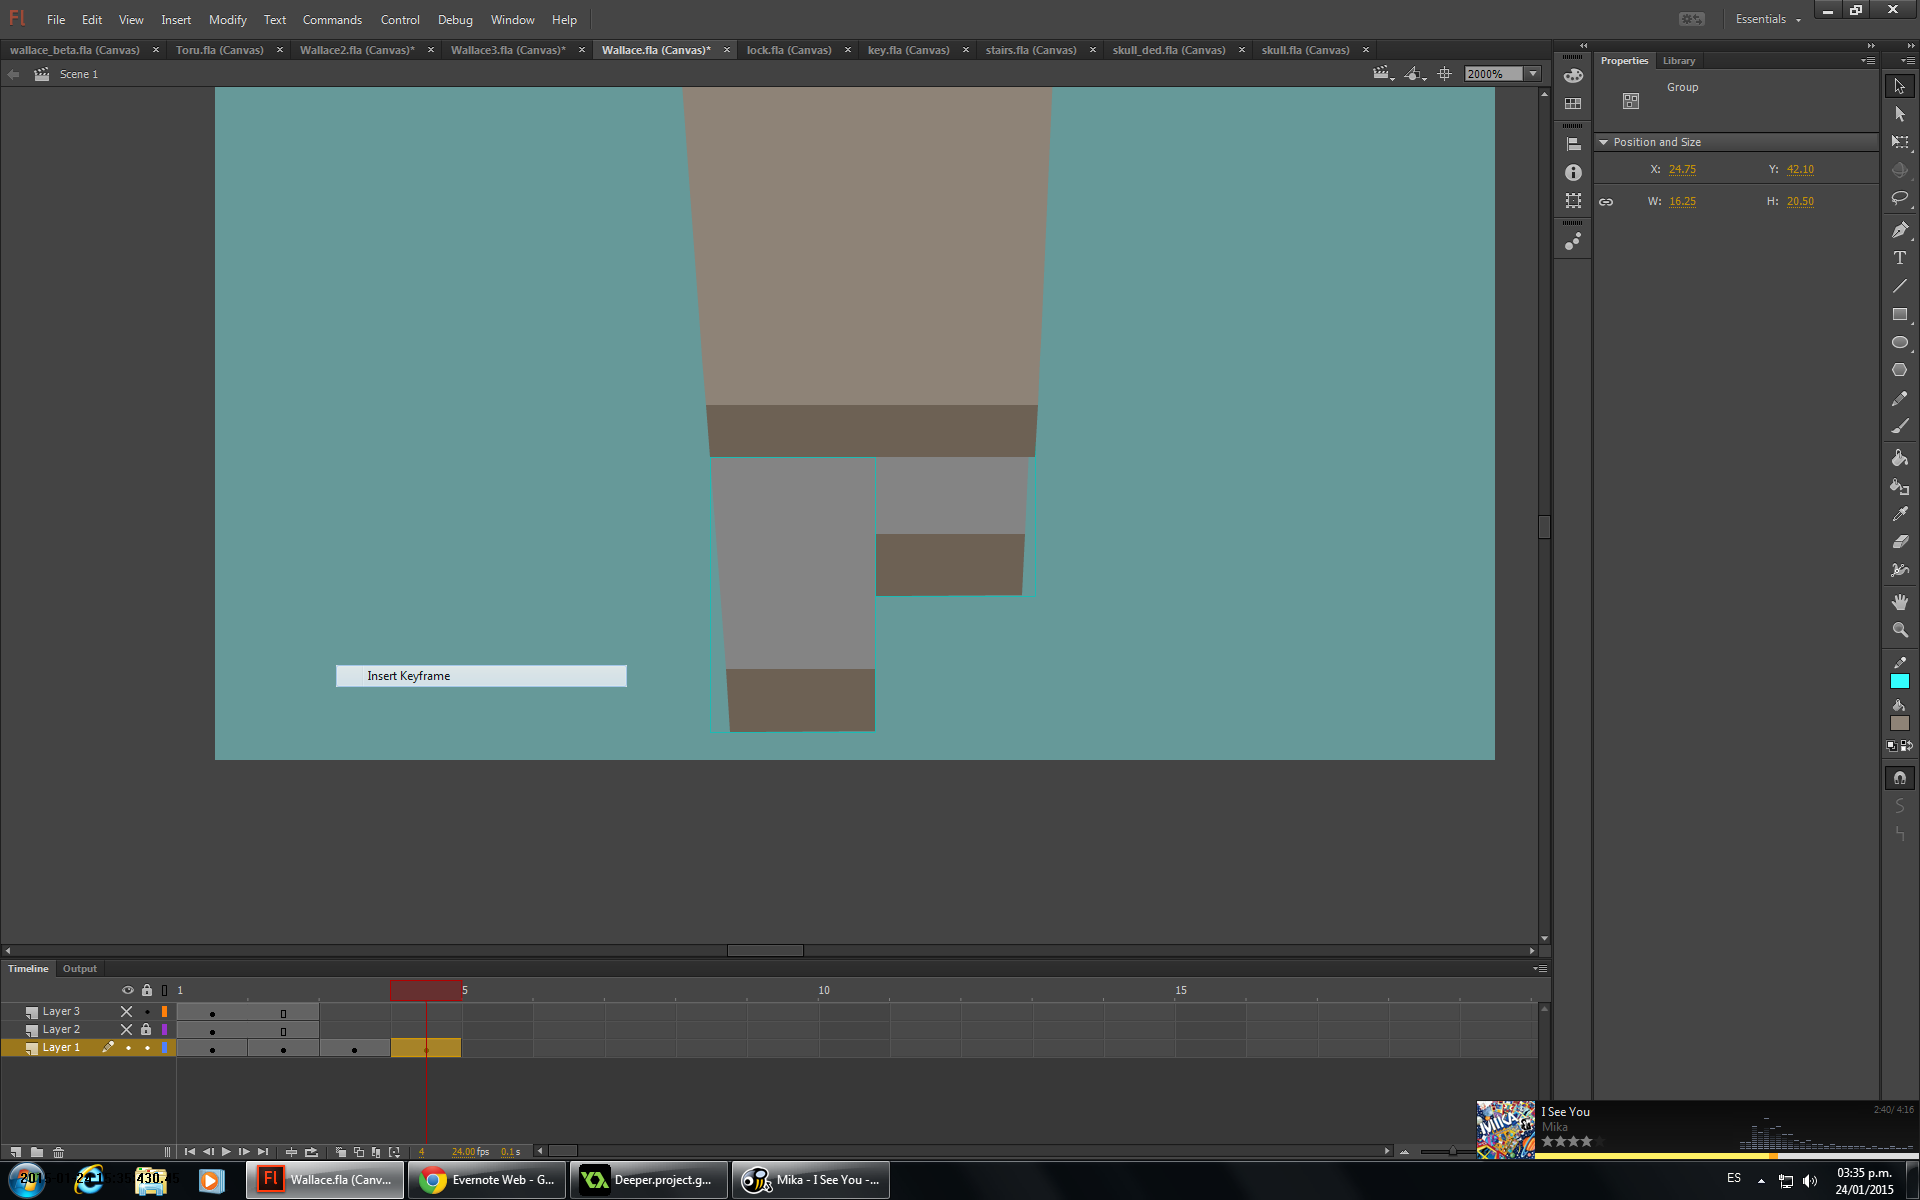 Fl File Edit View Insert Modify Text Commands Control Debug Window Help Essentials
wallace_beta.fla (Canvas) × Toru.fla (Canvas) × Wallace2.fla (Canvas)* × Wallace3.fla (Canvas)* × Wallace.fla (Canvas)* × lock.fla (Canvas) × key.fla (Canvas) × stairs.fla (Canvas) × skull_ded.fla (Canvas) × skull.fla (Canvas) ×
Scene 1 2000%
Properties Library
Group
Position and Size
X: 24.75 Y: 42.10
W: 16.25 H: 20.50
Insert Keyframe
Timeline Output
1 5 10 15
Layer 3
Layer 2
Layer 1
4 24.00 fps 0.1 s
I See You 2:40/ 4:16
Mika
Wallace.fla (Canv...
Evernote Web - G...
Deeper.project.g...
Mika - I See You -...
ES
03:35 p.m.
24/01/2015